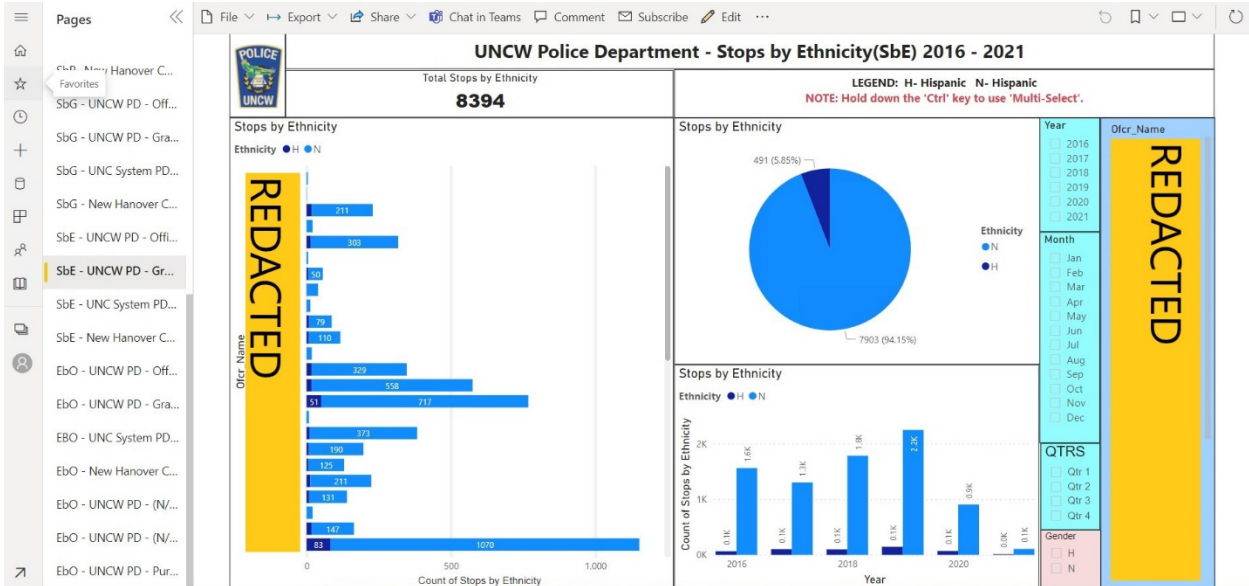 Pages
File
Export
Share
Chat in Teams
Comment
Subscribe
Edit
...
Favorites
SbG - UNCW PD - Off...
SbG - UNCW PD - Gra...
SbG - UNC System PD...
SbG - New Hanover C...
SbE - UNCW PD - Offi...
SbE - UNCW PD - Gr...
SbE - UNC System PD...
SbE - New Hanover C...
EbO - UNCW PD - Off...
EbO - UNCW PD - Gra...
EBO - UNC System PD...
EbO - New Hanover C...
EbO - UNCW PD - (N/...
EbO - UNCW PD - (N/...
EbO - UNCW PD - Pur...
POLICE
UNCW
UNCW Police Department - Stops by Ethnicity(SbE) 2016 - 2021
Total Stops by Ethnicity
8394
LEGEND: H- Hispanic N- Hispanic
NOTE: Hold down the 'Ctrl' key to use 'Multi-Select'.
Stops by Ethnicity
Ethnicity H N
Ofcr_Name
REDACTED
0 500 1,000
211
303
50
79
110
329
558
51 717
373
190
125
211
131
147
83 1070
0 500 1,000
Count of Stops by Ethnicity
Stops by Ethnicity
491 (5.85%)
7903 (94.15%)
Ethnicity
N
H
Stops by Ethnicity
Ethnicity H N
Count of Stops by Ethnicity
2K
1K
0K
0.1K 1.6K
0.1K 1.3K
0.1K 1.8K
0.1K 2.2K
0.1K 0.9K
0.0K 0.1K
2016 2018 2020
Year
Year
2016
2017
2018
2019
2020
2021
Month
Jan
Feb
Mar
Apr
May
Jun
Jul
Aug
Sep
Oct
Nov
Dec
QTRS
Qtr 1
Qtr 2
Qtr 3
Qtr 4
Gender
H
N
Ofcr_Name
REDACTED